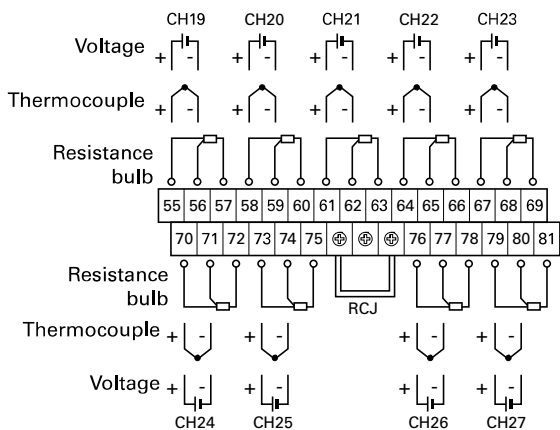 CH19 CH20 CH21 CH22 CH23
Voltage + - + - + - + - + -
Thermocouple + - + - + - + - + -
Resistance
bulb
55 56 57 58 59 60 61 62 63 64 65 66 67 68 69
70 71 72 73 74 75 76 77 78 79 80 81
Resistance
bulb
RCJ
Thermocouple + - + - + - + -
Voltage + - + - + - + -
CH24 CH25 CH26 CH27